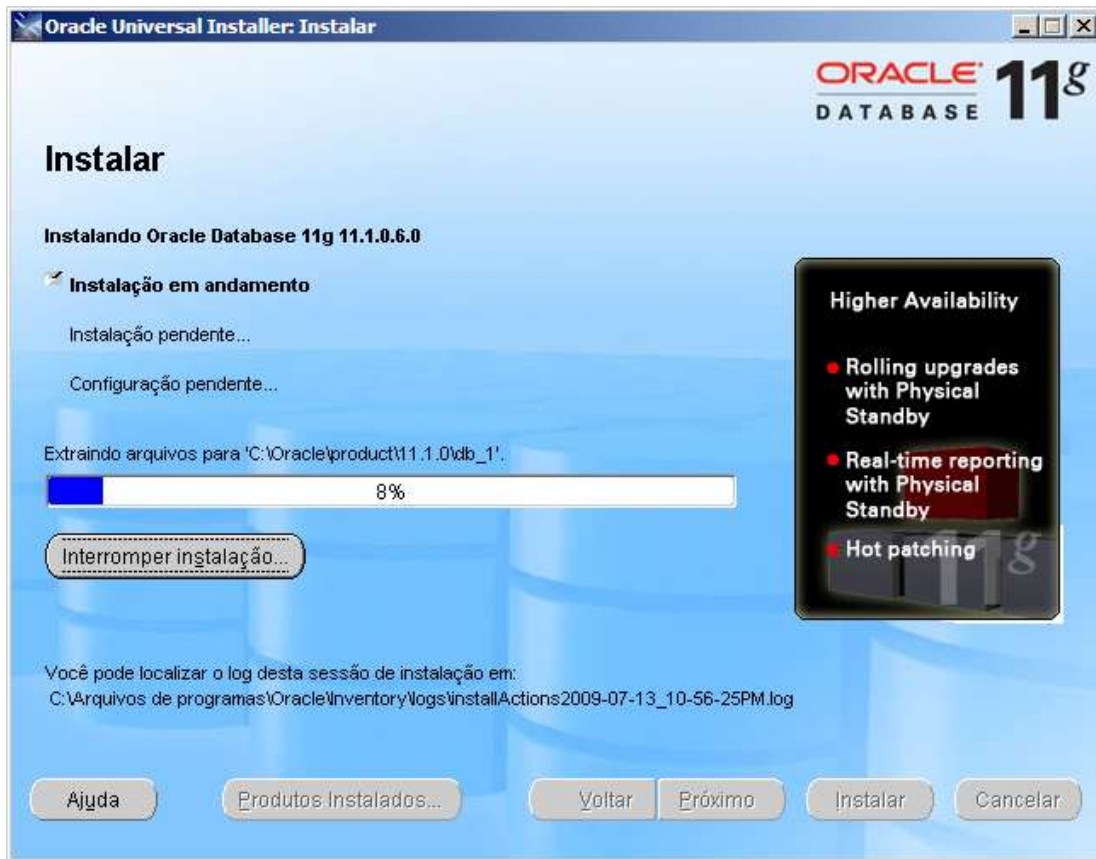 Oracle Universal Installer: Instalar
ORACLE 11g
DATABASE
Instalar
Instalando Oracle Database 11g 11.1.0.6.0
Instalação em andamento
Instalação pendente...
Configuração pendente...
Extraindo arquivos para 'C:\Oracle\product\11.1.0\db_1'.
8%
Interromper instalação...
Higher Availability
Rolling upgrades
with Physical
Standby
Real-time reporting
with Physical
Standby
Hot patching
11g
Você pode localizar o log desta sessão de instalação em:
C:\Arquivos de programas\Oracle\Inventory\logs\installActions2009-07-13_10-56-25PM.log
Ajuda
Produtos Instalados...
Voltar
Próximo
Instalar
Cancelar